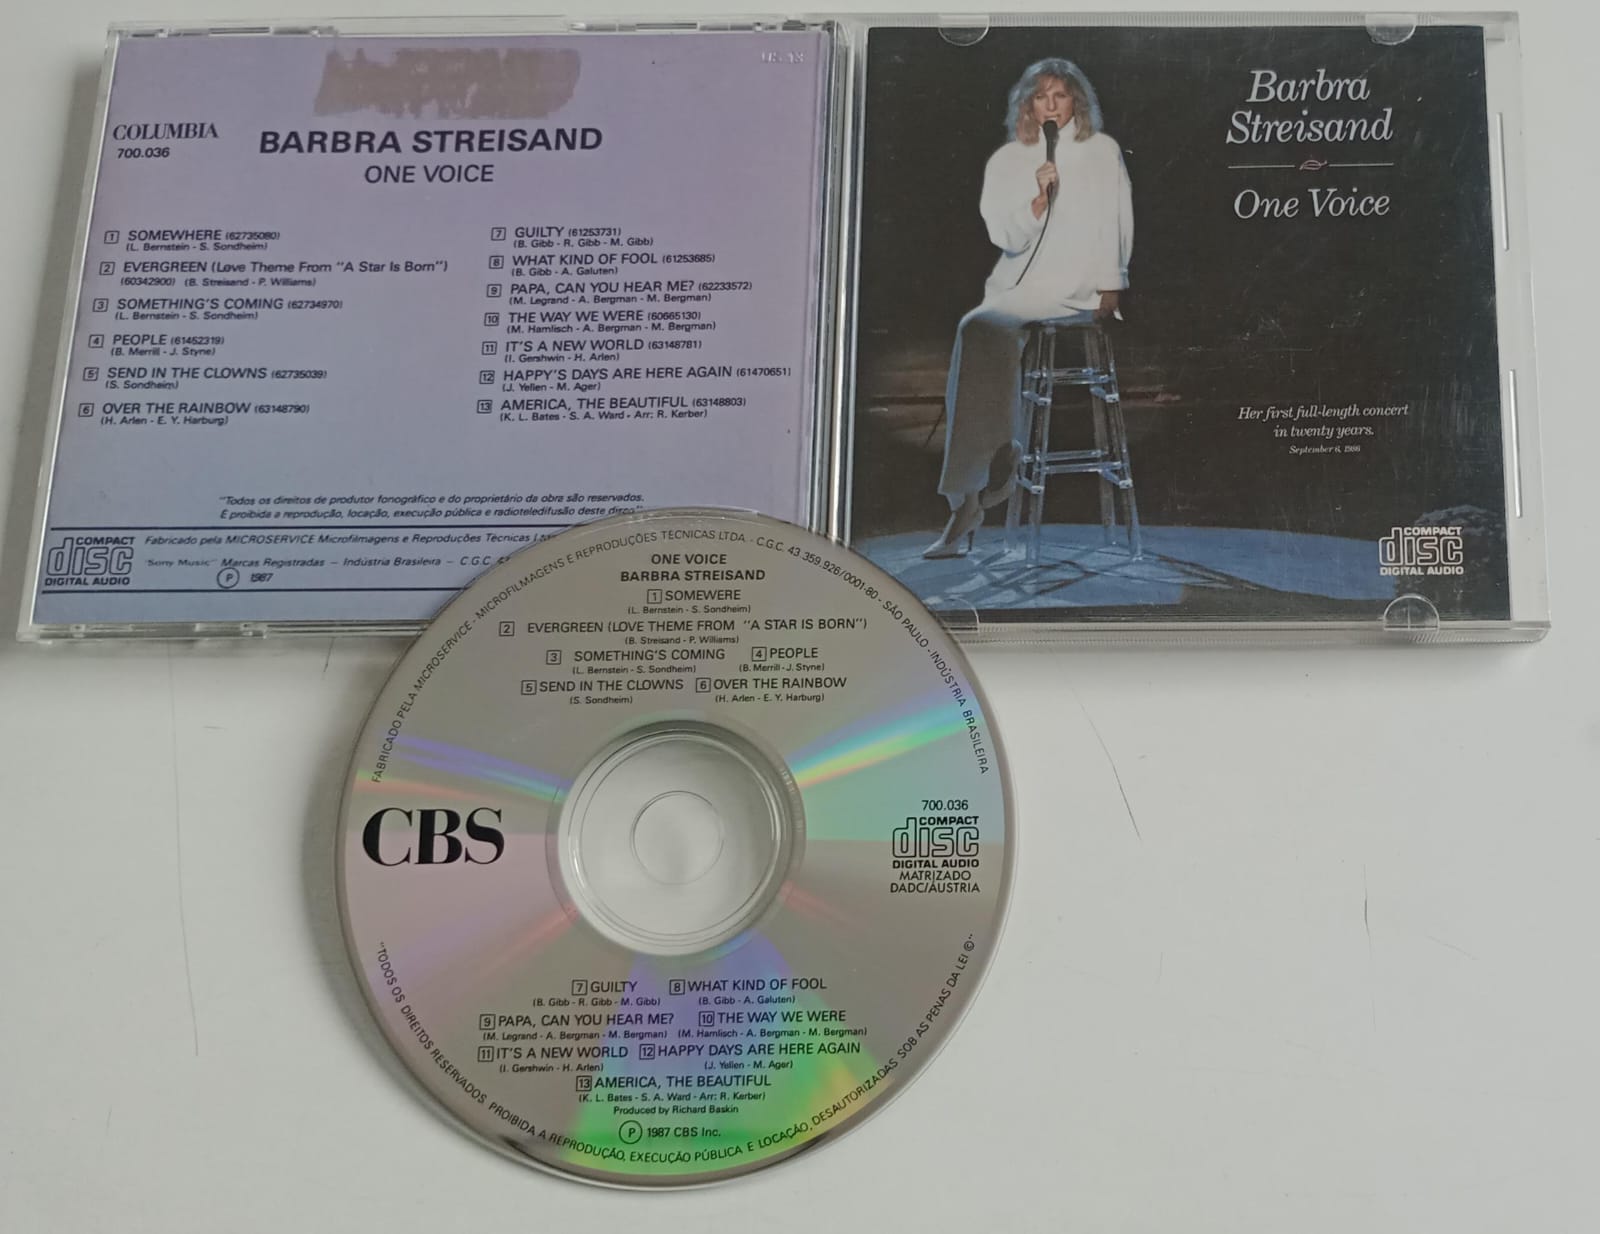 COLUMBIA
700.036
BARBRA STREISAND
ONE VOICE
1 SOMEWHERE (62735080)
(L. Bernstein - S. Sondheim)
2 EVERGREEN (Love Theme From "A Star Is Born")
(60342900) (B. Streisand - P. Williams)
3 SOMETHING'S COMING (62734970)
(L. Bernstein - S. Sondheim)
4 PEOPLE (61452319)
(B. Merrill - J. Styne)
5 SEND IN THE CLOWNS (62735039)
(S. Sondheim)
6 OVER THE RAINBOW (63148790)
(H. Arlen - E. Y. Harburg)
7 GUILTY (61253731)
(B. Gibb - R. Gibb - M. Gibb)
8 WHAT KIND OF FOOL (61253685)
(B. Gibb - A. Galuten)
9 PAPA, CAN YOU HEAR ME? (62233572)
(M. Legrand - A. Bergman - M. Bergman)
10 THE WAY WE WERE (60665130)
(M. Hamlisch - A. Bergman - M. Bergman)
11 IT'S A NEW WORLD (63148781)
(I. Gershwin - H. Arlen)
12 HAPPY'S DAYS ARE HERE AGAIN (61470651)
(J. Yellen - M. Ager)
13 AMERICA, THE BEAUTIFUL (63148803)
(K. L. Bates - S. A. Ward - Arr: R. Kerber)
"Todos os direitos de produtor fonográfico e do proprietário da obra são reservados.
É proibida a reprodução, locação, execução pública e radioteledifusão deste disco"
COMPACT
disc
DIGITAL AUDIO
Fabricado pela MICROSERVICE Microfilmagens e Reproduções Técnicas
"Sony Music" Marcas Registradas — Indústria Brasileira — C.G.C.
P 1987
Barbra
Streisand
One Voice
Her first full-length concert
in twenty years.
September 6, 1986
COMPACT
disc
DIGITAL AUDIO
FABRICADO PELA MICROSERVICE - MICROFILMAGENS E REPRODUÇÕES TÉCNICAS LTDA - C.G.C. 43.359.926/0001-80 - SÃO PAULO - INDÚSTRIA BRASILEIRA
ONE VOICE
BARBRA STREISAND
1 SOMEWERE
(L. Bernstein - S. Sondheim)
2 EVERGREEN (LOVE THEME FROM "A STAR IS BORN")
(B. Streisand - P. Williams)
3 SOMETHING'S COMING 4 PEOPLE
(L. Bernstein - S. Sondheim) (B. Merrill - J. Styne)
5 SEND IN THE CLOWNS 6 OVER THE RAINBOW
(S. Sondheim) (H. Arlen - E. Y. Harburg)
CBS
700.036
COMPACT
disc
DIGITAL AUDIO
MATRIZADO
DADC/ÁUSTRIA
7 GUILTY 8 WHAT KIND OF FOOL
(B. Gibb - R. Gibb - M. Gibb) (B. Gibb - A. Galuten)
9 PAPA, CAN YOU HEAR ME? 10 THE WAY WE WERE
(M. Legrand - A. Bergman - M. Bergman) (M. Hamlisch - A. Bergman - M. Bergman)
11 IT'S A NEW WORLD 12 HAPPY DAYS ARE HERE AGAIN
(I. Gershwin - H. Arlen) (J. Yellen - M. Ager)
13 AMERICA, THE BEAUTIFUL
(K. L. Bates - S. A. Ward - Arr: R. Kerber)
Produced by Richard Baskin
P 1987 CBS Inc.
"TODOS OS DIREITOS RESERVADOS. PROIBIDA A REPRODUÇÃO, EXECUÇÃO PÚBLICA E LOCAÇÃO, DESAUTORIZADAS SOB AS PENAS DA LEI ©"